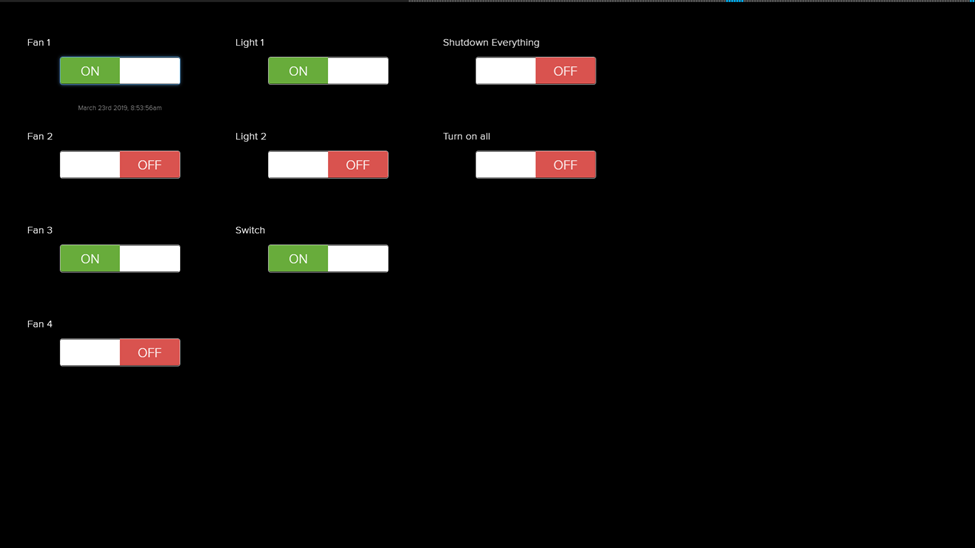 Fan 1
Light 1
Shutdown Everything
ON
ON
OFF
March 23rd 2019, 8:53:56am
Fan 2
Light 2
Turn on all
OFF
OFF
OFF
Fan 3
Switch
ON
ON
Fan 4
OFF